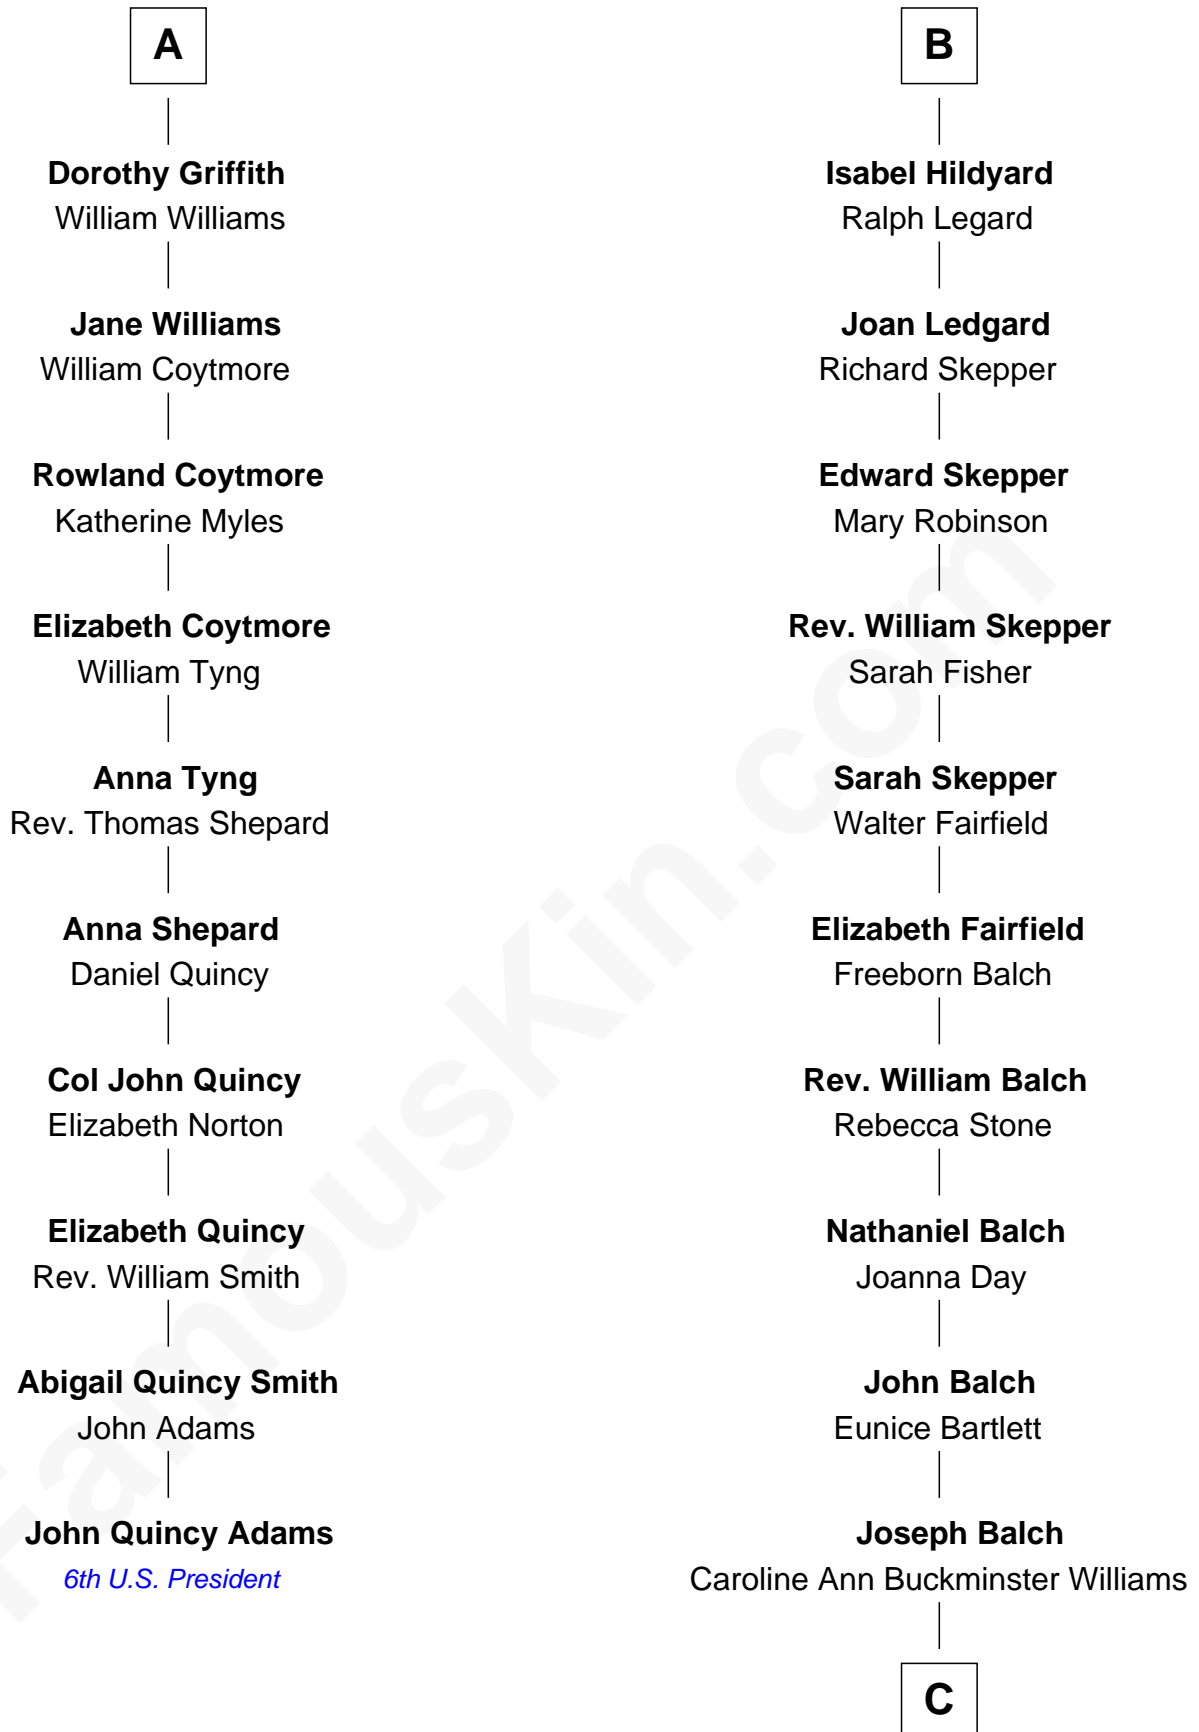 A
Dorothy Griffith
William Williams
Jane Williams
William Coytmore
Rowland Coytmore
Katherine Myles
Elizabeth Coytmore
William Tyng
Anna Tyng
Rev. Thomas Shepard
Anna Shepard
Daniel Quincy
Col John Quincy
Elizabeth Norton
Elizabeth Quincy
Rev. William Smith
Abigail Quincy Smith
John Adams
John Quincy Adams
6th U.S. President
B
Isabel Hildyard
Ralph Legard
Joan Ledgard
Richard Skepper
Edward Skepper
Mary Robinson
Rev. William Skepper
Sarah Fisher
Sarah Skepper
Walter Fairfield
Elizabeth Fairfield
Freeborn Balch
Rev. William Balch
Rebecca Stone
Nathaniel Balch
Joanna Day
John Balch
Eunice Bartlett
Joseph Balch
Caroline Ann Buckminster Williams
C
FamousKin.com